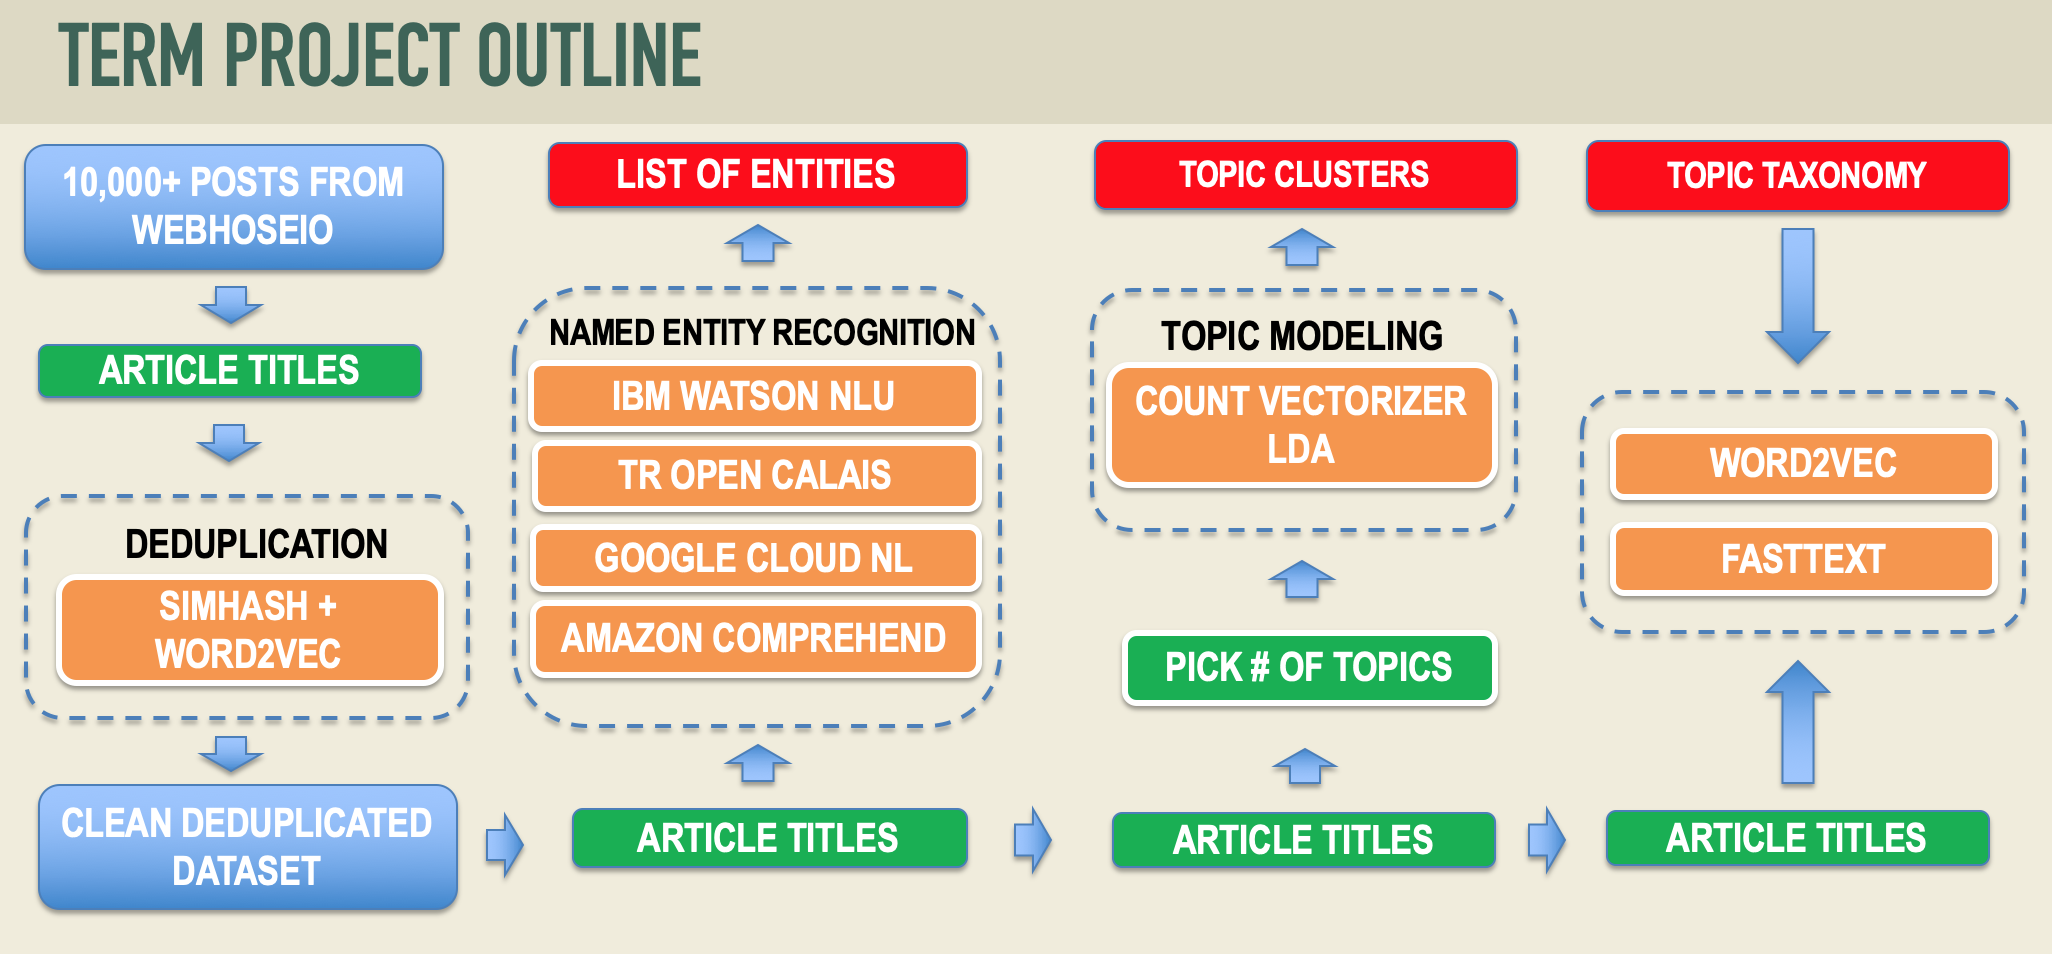 TERM PROJECT OUTLINE
10,000+ POSTS FROM
WEBHOSEIO
ARTICLE TITLES
DEDUPLICATION
SIMHASH +
WORD2VEC
CLEAN DEDUPLICATED
DATASET
LIST OF ENTITIES
NAMED ENTITY RECOGNITION
IBM WATSON NLU
TR OPEN CALAIS
GOOGLE CLOUD NL
AMAZON COMPREHEND
ARTICLE TITLES
TOPIC CLUSTERS
TOPIC MODELING
COUNT VECTORIZER
LDA
PICK # OF TOPICS
ARTICLE TITLES
TOPIC TAXONOMY
WORD2VEC
FASTTEXT
ARTICLE TITLES